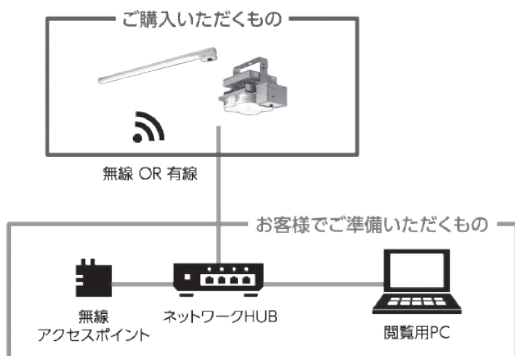 ご購入いただくもの
無線 OR 有線
お客様でご準備いただくもの
無線
アクセスポイント
ネットワークHUB
閲覧用PC